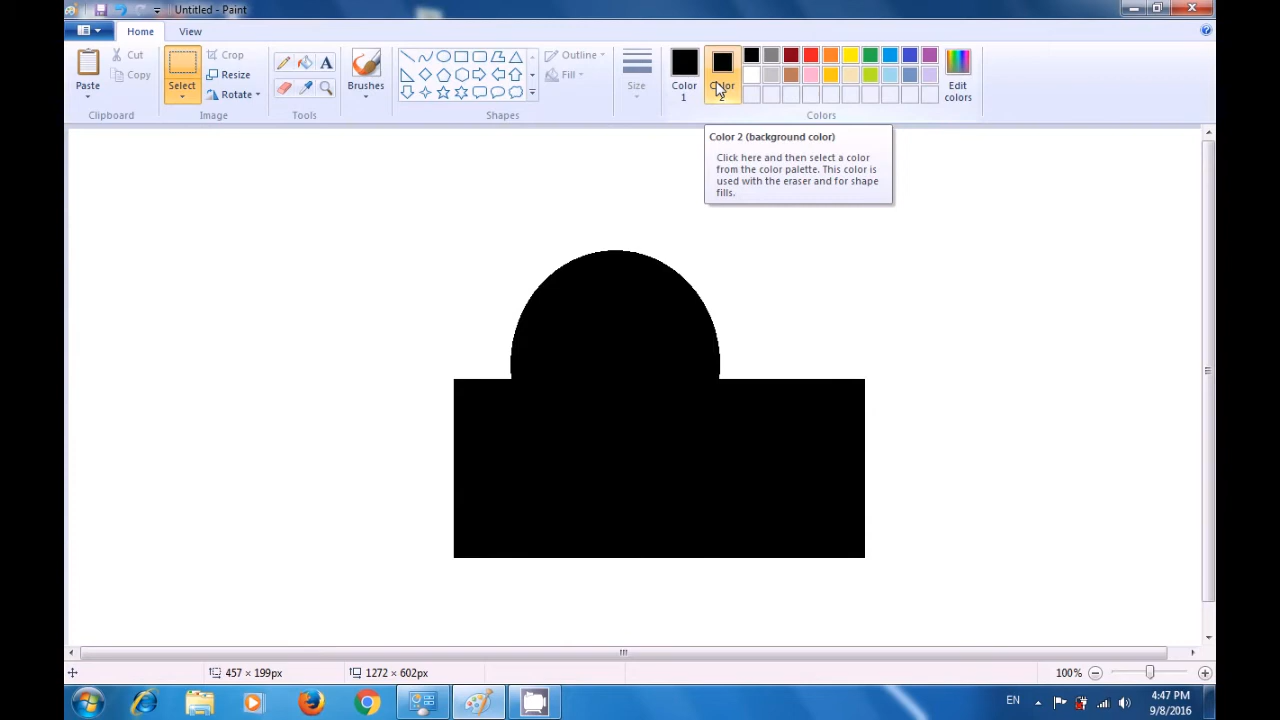 Untitled - Paint
Home View
Paste
Cut
Copy
Clipboard
Select
Crop
Resize
Rotate
Image
A
Tools
Brushes
Shapes
Outline
Fill
Size
Color
1
Color
2
Edit
colors
Colors
Color 2 (background color)
Click here and then select a color
from the color palette. This color is
used with the eraser and for shape
fills.
457 × 199px 1272 × 602px 100%
EN 4:47 PM
9/8/2016